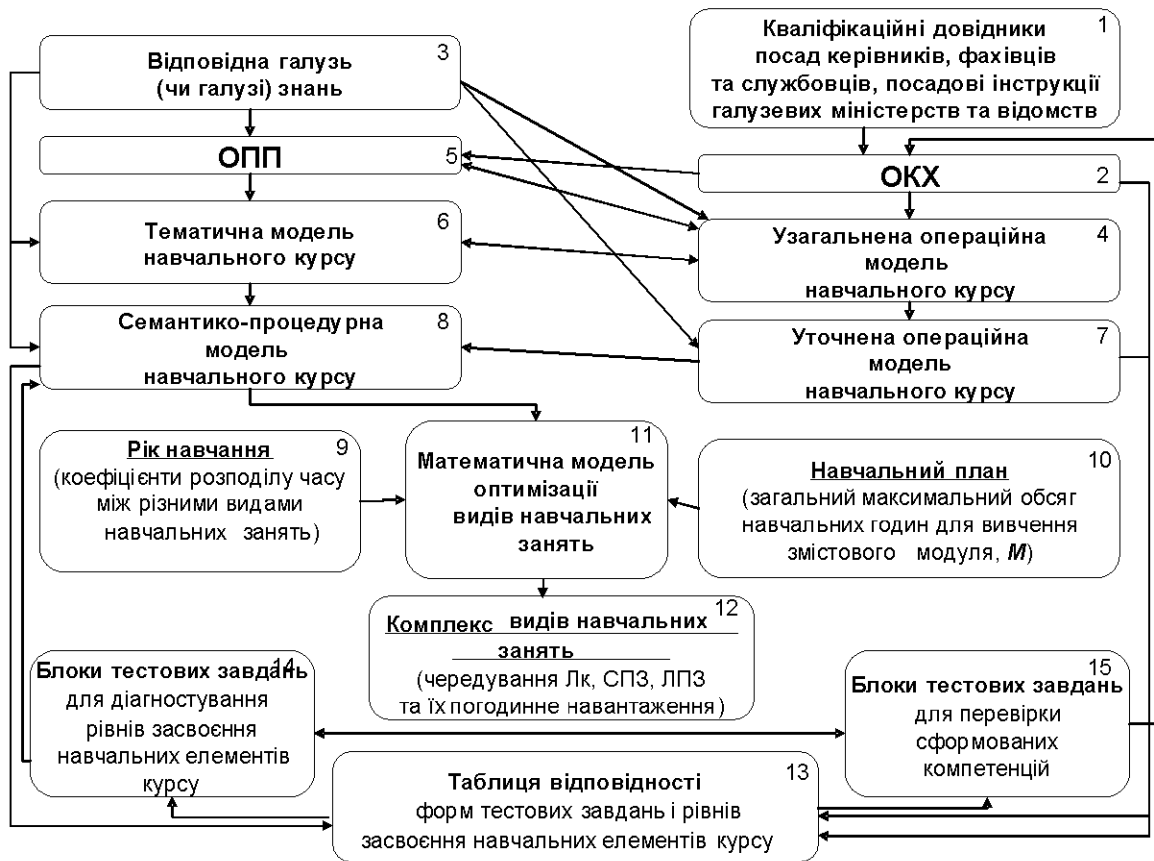 1
Кваліфікаційні довідники
посад керівників, фахівців
та службовців, посадові інструкції
галузевих міністерств та відомств
3
Відповідна галузь
(чи галузі) знань
ОПП
5
ОКХ
2
6
Тематична модель
навчального курсу
4
Узагальнена операційна
модель
навчального курсу
8
Семантико-процедурна
модель
навчального курсу
7
Уточнена операційна
модель
навчального курсу
9
Рік навчання
(коефіцієнти розподілу часу
між різними видами
навчальних занять)
11
Математична модель
оптимізації
видів навчальних
занять
10
Навчальний план
(загальний максимальний обсяг
навчальних годин для вивчення
змістового модуля, М)
12
Комплекс видів навчальних
занять
(чередування Лк, СПЗ, ЛПЗ
та їх погодинне навантаження)
14
Блоки тестових завдань
для діагностування
рівнів засвоєння
навчальних елементів
курсу
15
Блоки тестових завдань
для перевірки
сформованих
компетенцій
13
Таблиця відповідності
форм тестових завдань і рівнів
засвоєння навчальних елементів курсу